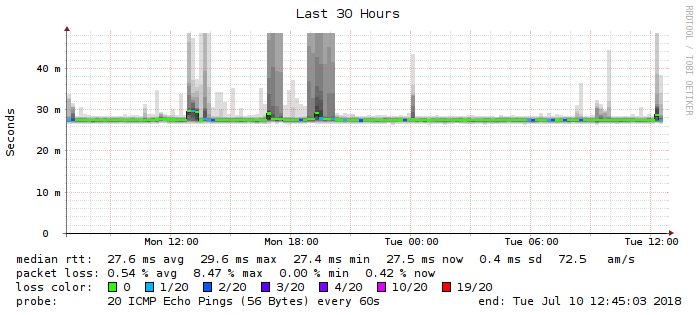 Last 30 Hours
RRDTOOL / TOBI OETIKER
Seconds
40 m
30 m
20 m
10 m
0
Mon 12:00 Mon 18:00 Tue 00:00 Tue 06:00 Tue 12:00
median rtt: 27.6 ms avg 29.6 ms max 27.4 ms min 27.5 ms now 0.4 ms sd 72.5 am/s
packet loss: 0.54 % avg 8.47 % max 0.00 % min 0.42 % now
loss color: 0 1/20 2/20 3/20 4/20 10/20 19/20
probe: 20 ICMP Echo Pings (56 Bytes) every 60s end: Tue Jul 10 12:45:03 2018